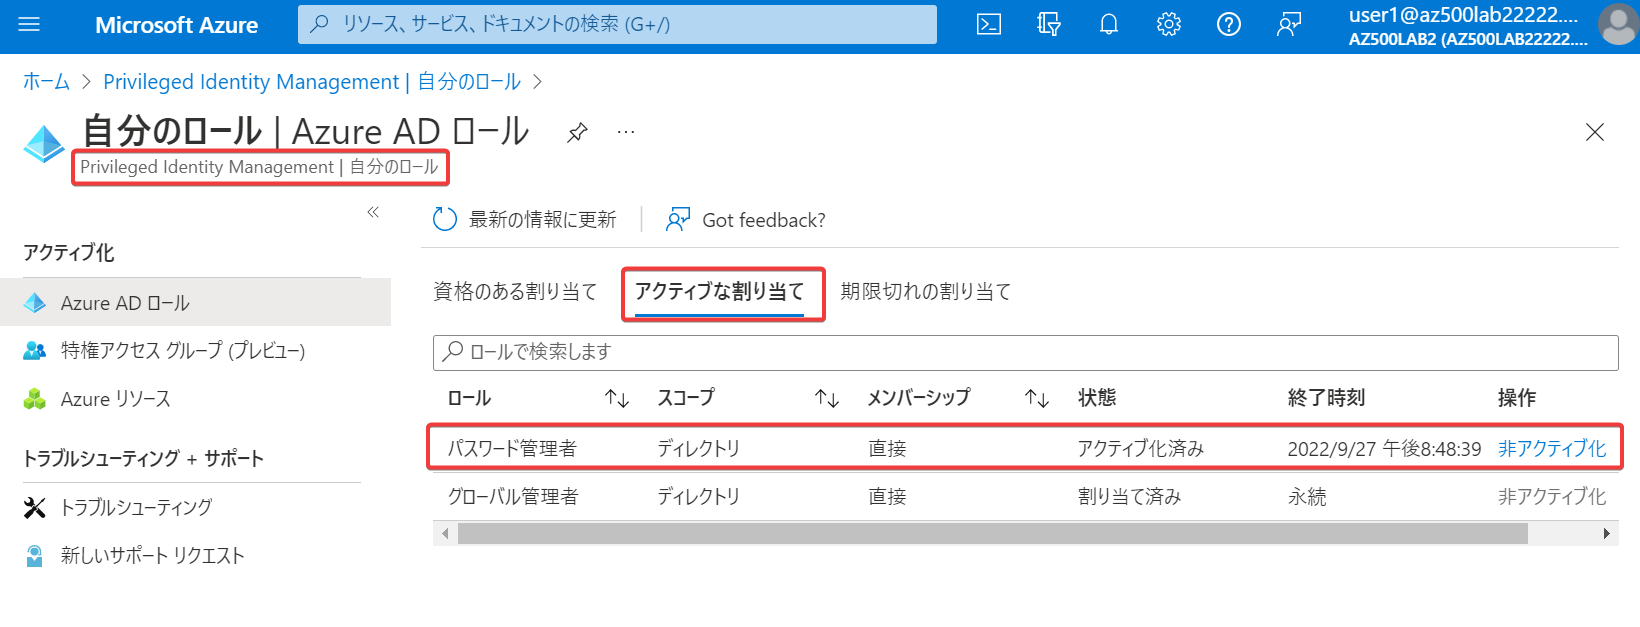 Microsoft Azure
リソース、サービス、ドキュメントの検索 (G+/)
user1@az500lab22222....
AZ500LAB2 (AZ500LAB22222....
ホーム > Privileged Identity Management | 自分のロール >
自分のロール | Azure AD ロール
Privileged Identity Management | 自分のロール
最新の情報に更新 Got feedback?
アクティブ化
Azure AD ロール
特権アクセス グループ (プレビュー)
Azure リソース
トラブルシューティング + サポート
トラブルシューティング
新しいサポート リクエスト
資格のある割り当て アクティブな割り当て 期限切れの割り当て
ロールで検索します
ロール スコープ メンバーシップ 状態 終了時刻 操作
パスワード管理者 ディレクトリ 直接 アクティブ化済み 2022/9/27 午後8:48:39 非アクティブ化
グローバル管理者 ディレクトリ 直接 割り当て済み 永続 非アクティブ化